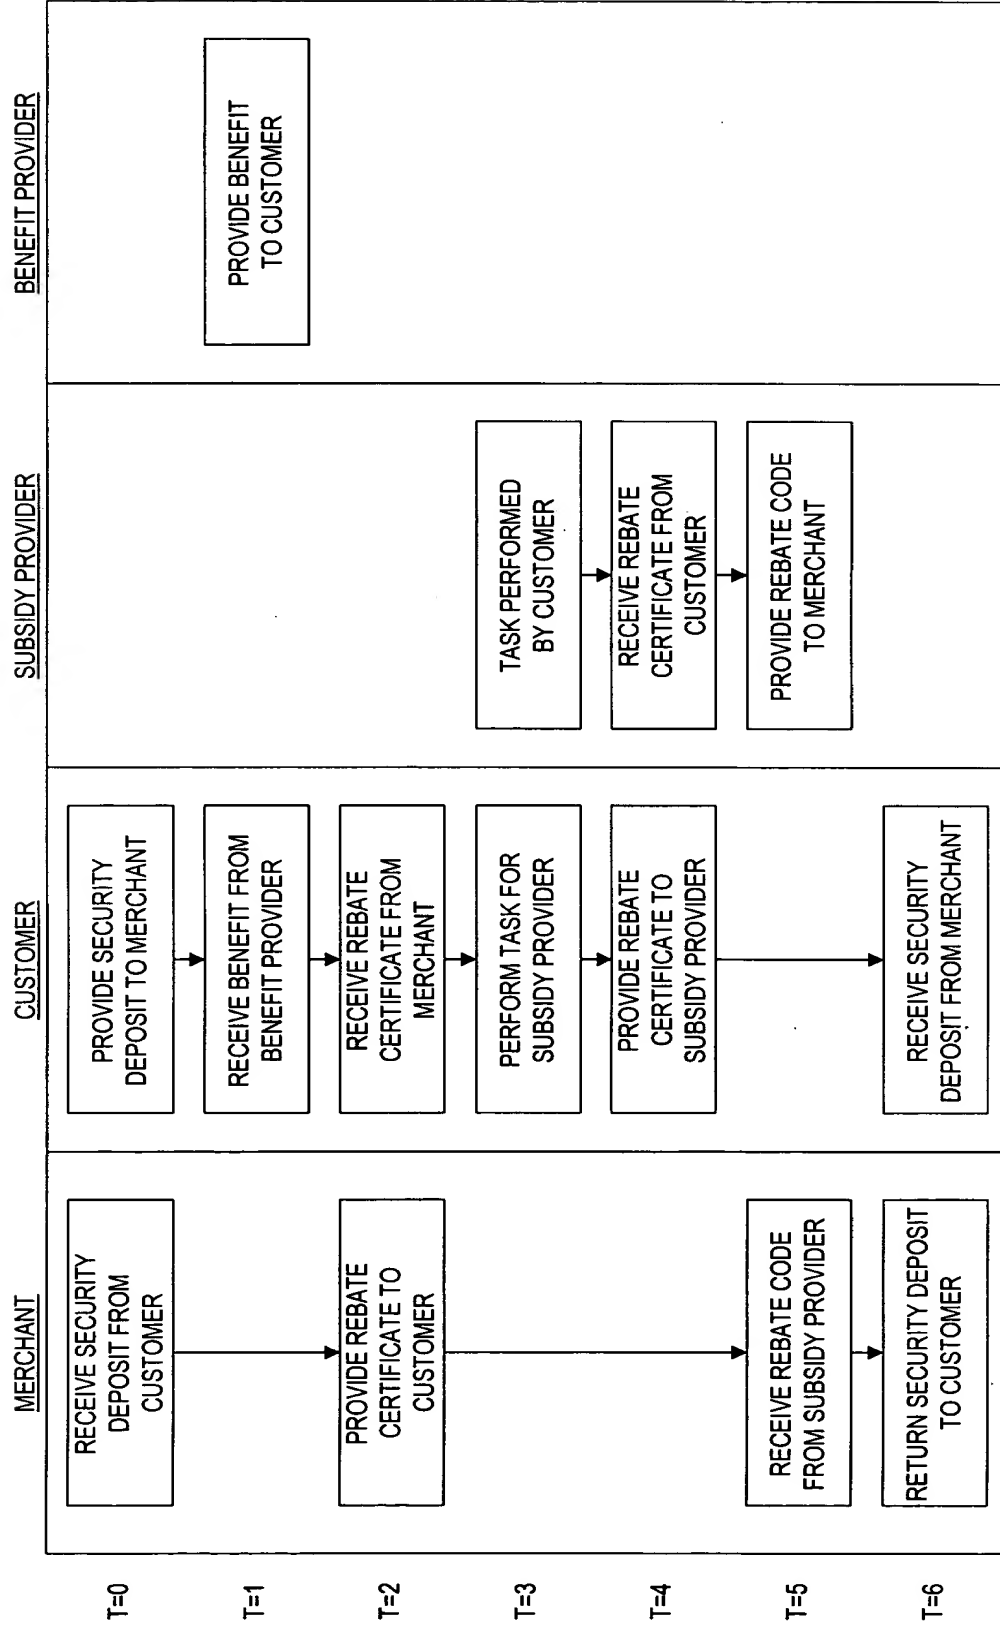 MERCHANT
CUSTOMER
SUBSIDY PROVIDER
BENEFIT PROVIDER
T=0
RECEIVE SECURITY
DEPOSIT FROM
CUSTOMER
PROVIDE SECURITY
DEPOSIT TO MERCHANT
T=1
RECEIVE BENEFIT FROM
BENEFIT PROVIDER
PROVIDE BENEFIT
TO CUSTOMER
T=2
PROVIDE REBATE
CERTIFICATE TO
CUSTOMER
RECEIVE REBATE
CERTIFICATE FROM
MERCHANT
T=3
PERFORM TASK FOR
SUBSIDY PROVIDER
TASK PERFORMED
BY CUSTOMER
T=4
PROVIDE REBATE
CERTIFICATE TO
SUBSIDY PROVIDER
RECEIVE REBATE
CERTIFICATE FROM
CUSTOMER
T=5
RECEIVE REBATE CODE
FROM SUBSIDY PROVIDER
PROVIDE REBATE CODE
TO MERCHANT
T=6
RETURN SECURITY DEPOSIT
TO CUSTOMER
RECEIVE SECURITY
DEPOSIT FROM MERCHANT